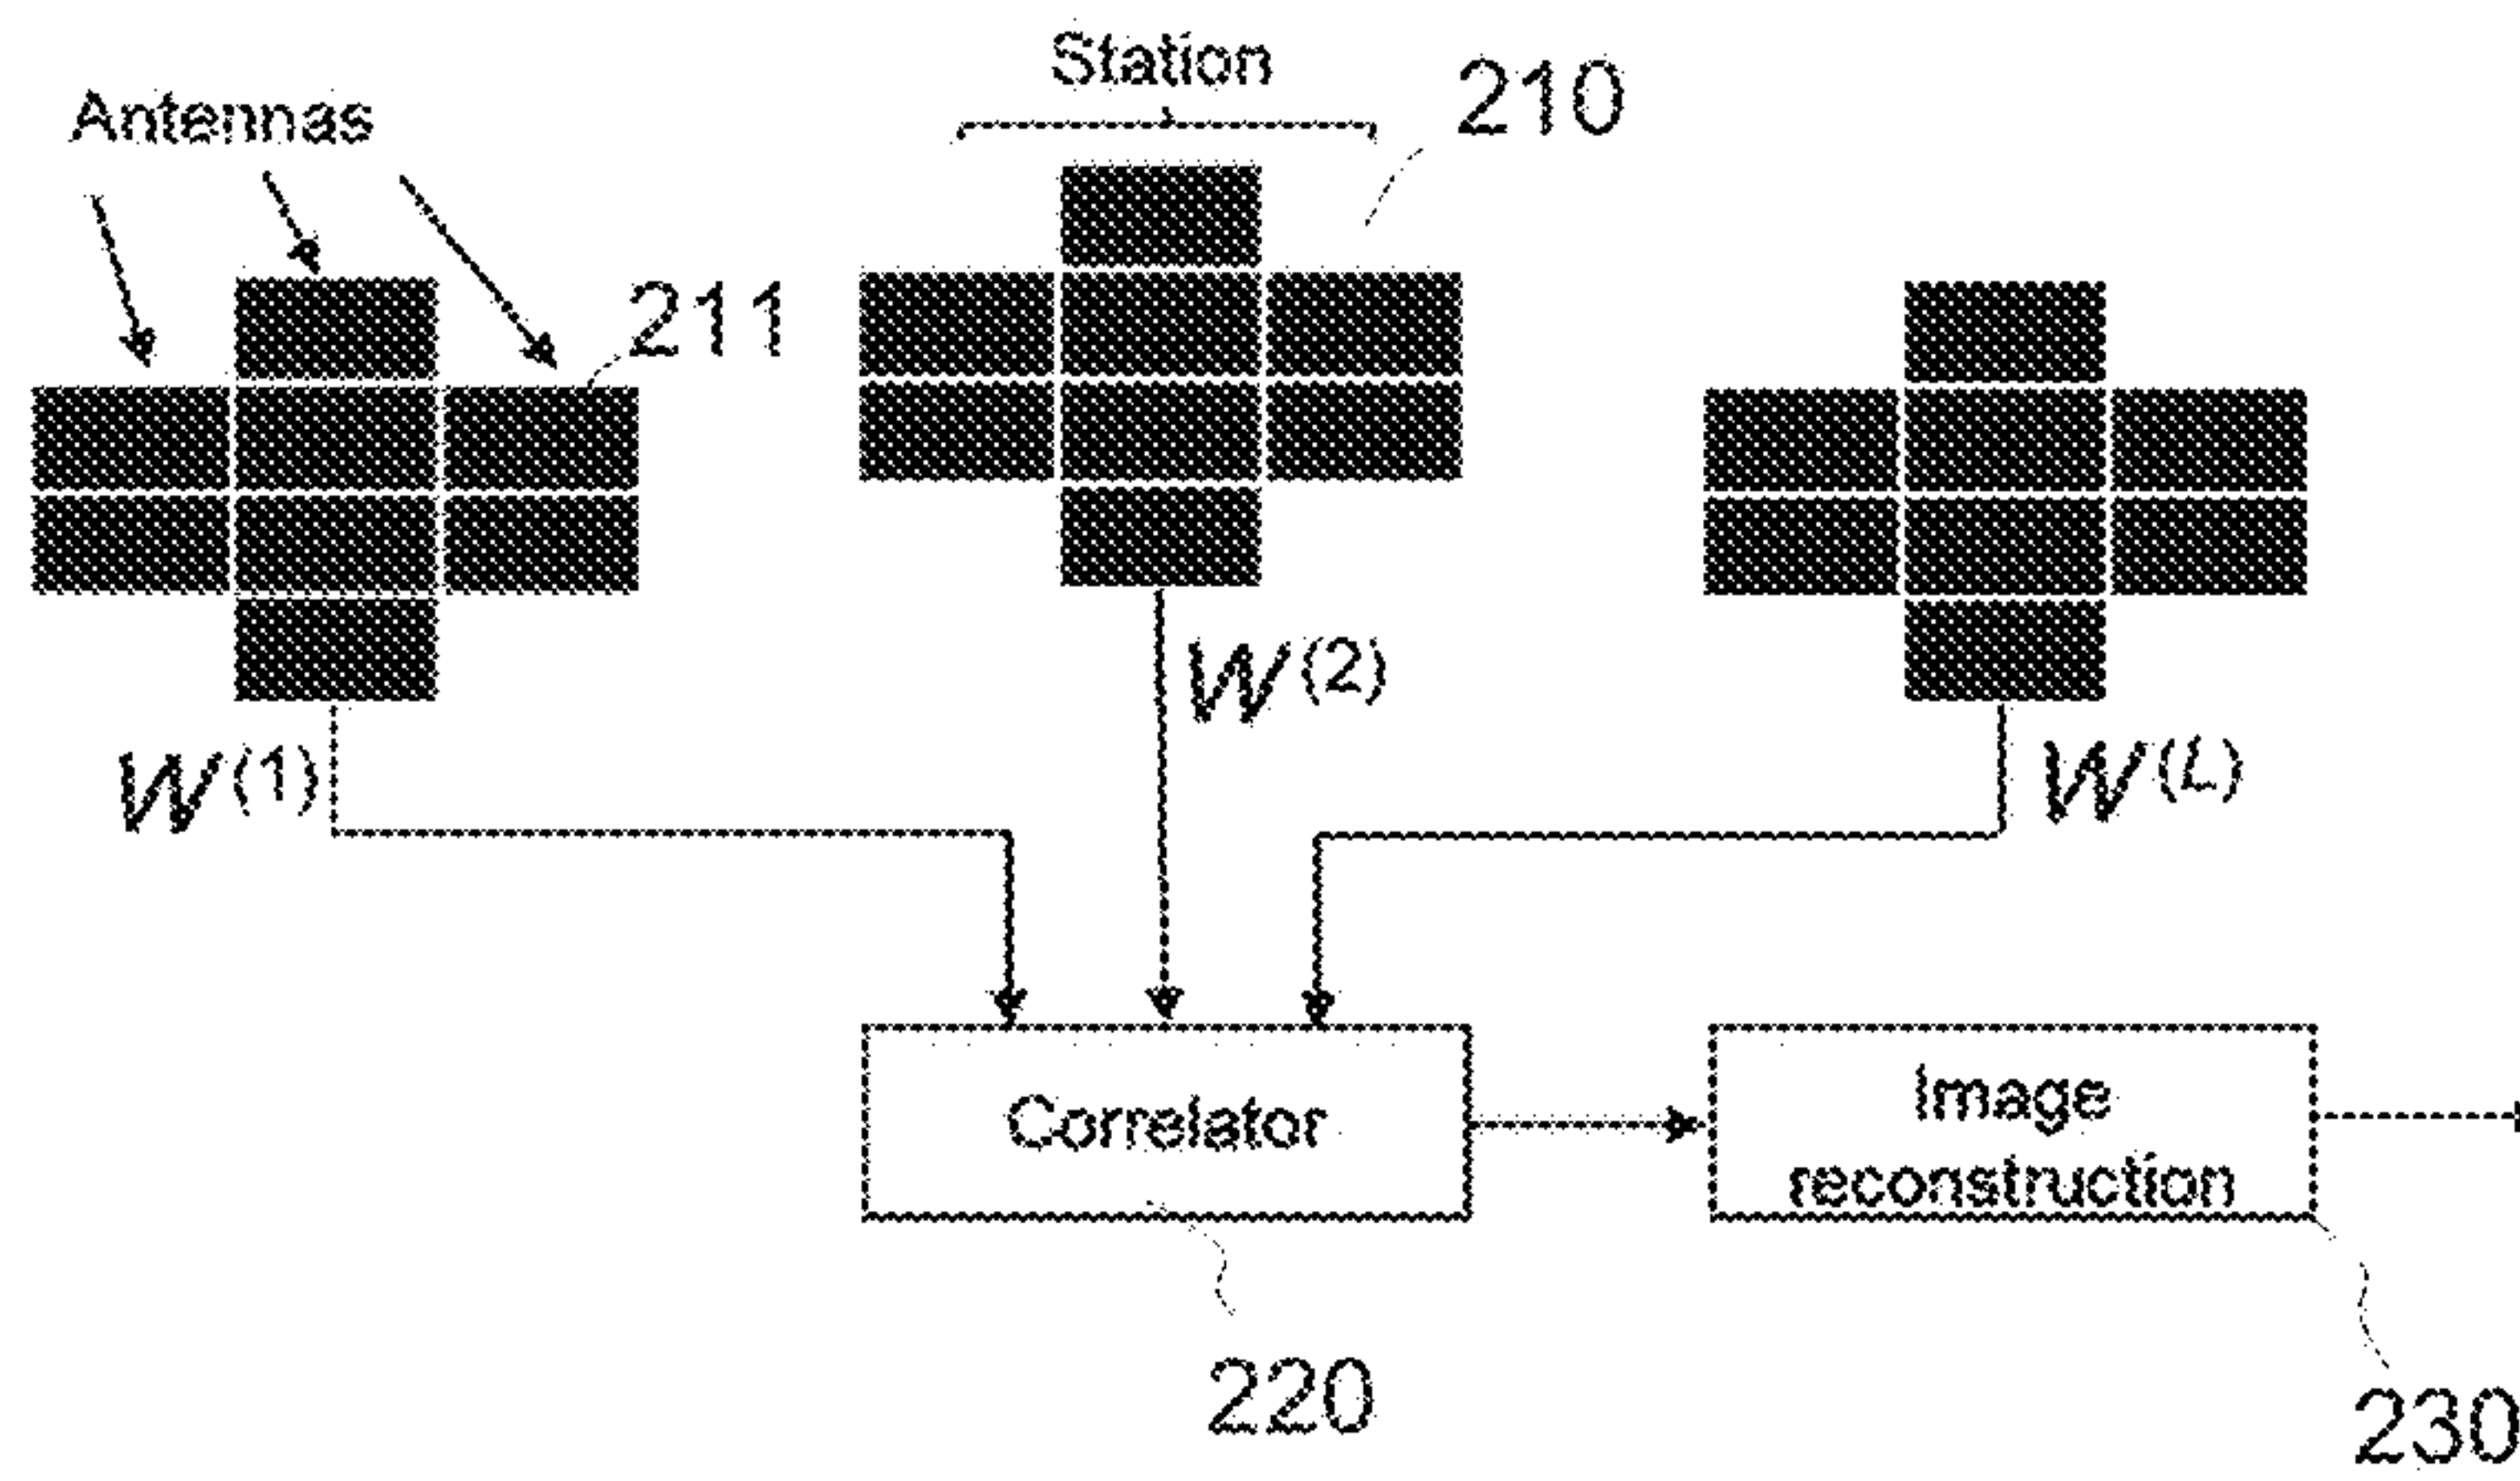 Station
210
Antennas
211
W(2)
W(1)
W(L)
Correlator
Image
reconstruction
220
230